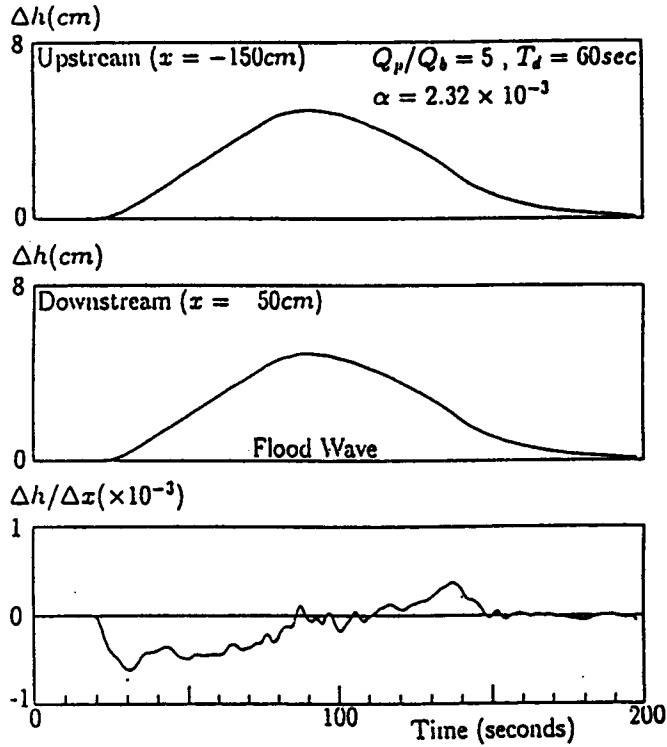 Δh(cm)
8
Upstream (x = −150cm)
Q_p/Q_b = 5 , T_d = 60sec
α = 2.32 × 10⁻³
0
Δh(cm)
8
Downstream (x = 50cm)
Flood Wave
0
Δh/Δx(×10⁻³)
1
0
-1
0
100
200
Time (seconds)